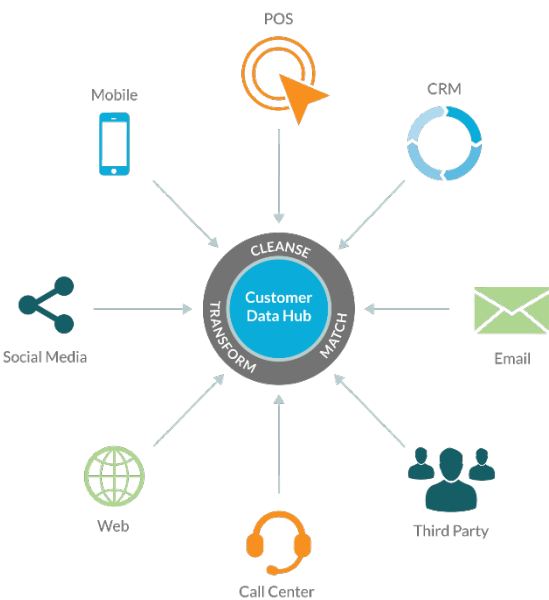 POS
Mobile
CRM
CLEANSE
Customer
Data Hub
TRANSFORM
MATCH
Social Media
Email
Web
Third Party
Call Center